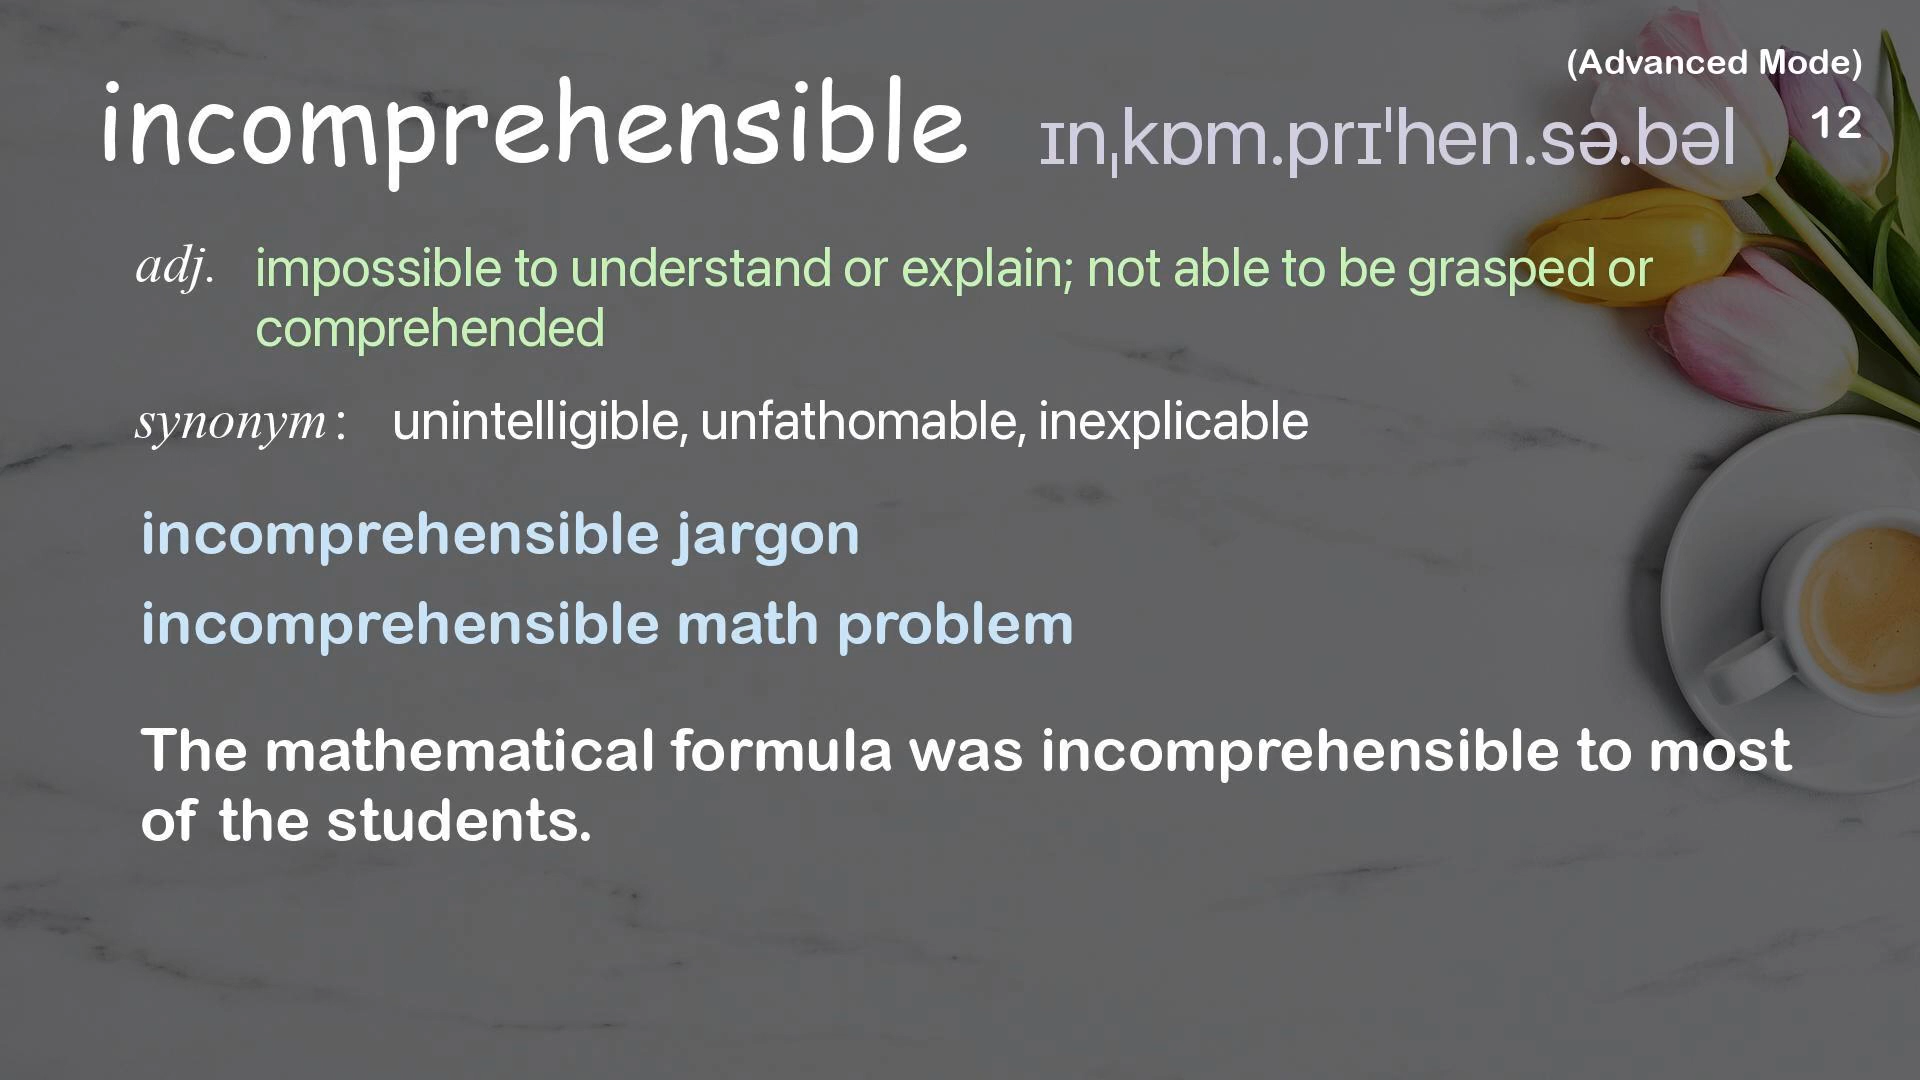 (Advanced Mode)
incomprehensible ɪnˌkɒm.prɪˈhen.sə.bəl 12
adj. impossible to understand or explain; not able to be grasped or
comprehended
synonym: unintelligible, unfathomable, inexplicable
incomprehensible jargon
incomprehensible math problem
The mathematical formula was incomprehensible to most
of the students.